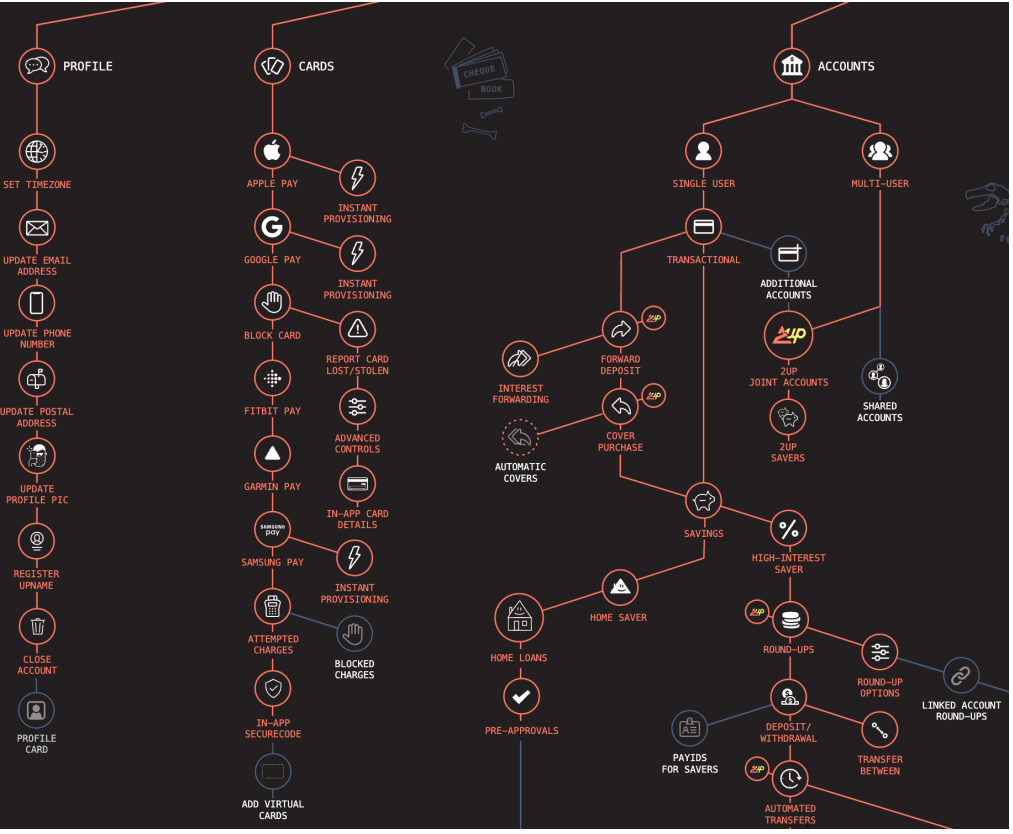 PROFILE
SET TIMEZONE
UPDATE EMAIL
ADDRESS
UPDATE PHONE
NUMBER
UPDATE POSTAL
ADDRESS
UPDATE
PROFILE PIC
REGISTER
UPNAME
CLOSE
ACCOUNT
PROFILE
CARD
CARDS
APPLE PAY
INSTANT
PROVISIONING
G
GOOGLE PAY
INSTANT
PROVISIONING
BLOCK CARD
REPORT CARD
LOST/STOLEN
FITBIT PAY
ADVANCED
CONTROLS
GARMIN PAY
IN-APP CARD
DETAILS
SAMSUNG
pay
SAMSUNG PAY
INSTANT
PROVISIONING
ATTEMPTED
CHARGES
BLOCKED
CHARGES
IN-APP
SECURECODE
ADD VIRTUAL
CARDS
CHEQUE
BOOK
ACCOUNTS
SINGLE USER
MULTI-USER
TRANSACTIONAL
ADDITIONAL
ACCOUNTS
2UP
FORWARD
DEPOSIT
INTEREST
FORWARDING
2UP
2UP
JOINT ACCOUNTS
SHARED
ACCOUNTS
2UP
COVER
PURCHASE
AUTOMATIC
COVERS
2UP
SAVERS
SAVINGS
%
HIGH-INTEREST
SAVER
HOME SAVER
HOME LOANS
PRE-APPROVALS
2UP
ROUND-UPS
ROUND-UP
OPTIONS
LINKED ACCOUNT
ROUND-UPS
DEPOSIT/
WITHDRAWAL
PAYIDS
FOR SAVERS
TRANSFER
BETWEEN
2UP
AUTOMATED
TRANSFERS